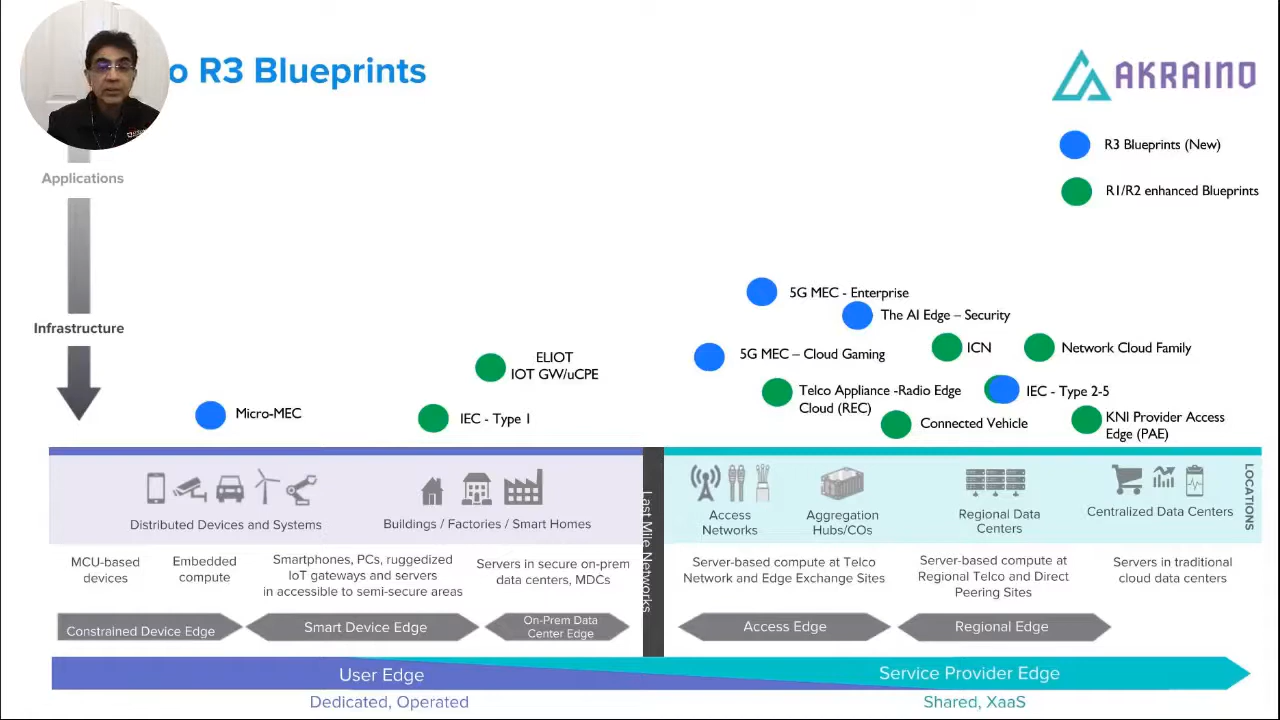 o R3 Blueprints
AKRAINO
R3 Blueprints (New)
R1/R2 enhanced Blueprints
Applications
Infrastructure
5G MEC - Enterprise
The AI Edge – Security
5G MEC – Cloud Gaming
ICN
Network Cloud Family
ELIOT
IOT GW/uCPE
Telco Appliance -Radio Edge
Cloud (REC)
IEC - Type 2-5
Micro-MEC
IEC - Type 1
Connected Vehicle
KNI Provider Access
Edge (PAE)
Distributed Devices and Systems
Buildings / Factories / Smart Homes
Last Mile Networks
Access
Networks
Aggregation
Hubs/COs
Regional Data
Centers
Centralized Data Centers
LOCATIONS
MCU-based
devices
Embedded
compute
Smartphones, PCs, ruggedized
IoT gateways and servers
in accessible to semi-secure areas
Servers in secure on-prem
data centers, MDCs
Server-based compute at Telco
Network and Edge Exchange Sites
Server-based compute at
Regional Telco and Direct
Peering Sites
Servers in traditional
cloud data centers
Constrained Device Edge
Smart Device Edge
On-Prem Data
Center Edge
Access Edge
Regional Edge
User Edge
Service Provider Edge
Dedicated, Operated
Shared, XaaS